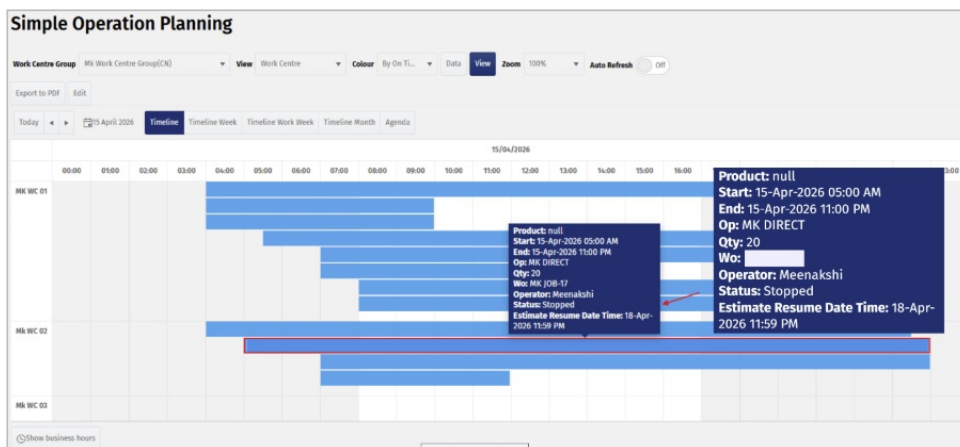 Simple Operation Planning
Work Centre Group Mk Work Centre Group(CN) View Work Centre Colour By On Ti... Data View Zoom 100% Auto Refresh Off
Export to PDF Edit
Today 15 April 2026 Timeline Timeline Week Timeline Work Week Timeline Month Agenda
15/04/2026
00:00 01:00 02:00 03:00 04:00 05:00 06:00 07:00 08:00 09:00 10:00 11:00 12:00 13:00 14:00 15:00 16:00 3:00
MK WC 01
Product: null
Start: 15-Apr-2026 05:00 AM
End: 15-Apr-2026 11:00 PM
Op: MK DIRECT
Qty: 20
Wo: MK JOB-17
Operator: Meenakshi
Status: Stopped
Estimate Resume Date Time: 18-Apr-
2026 11:59 PM
Product: null
Start: 15-Apr-2026 05:00 AM
End: 15-Apr-2026 11:00 PM
Op: MK DIRECT
Qty: 20
Wo:
Operator: Meenakshi
Status: Stopped
Estimate Resume Date Time: 18-Apr-
2026 11:59 PM
Mk WC 02
Mk WC 03
Show business hours